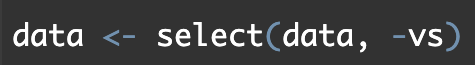 data <- select(data, -vs)